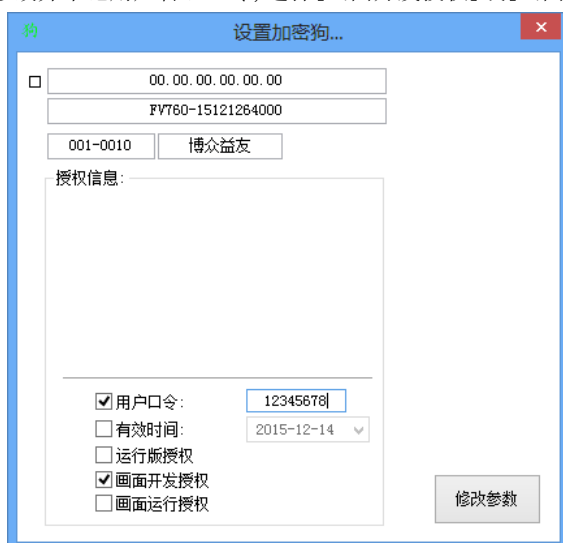 狗 设置加密狗... ×
00.00.00.00.00.00
FV760-15121264000
001-0010 博众益友
授权信息:
用户口令: 12345678
有效时间: 2015-12-14
运行版授权
画面开发授权
画面运行授权
修改参数